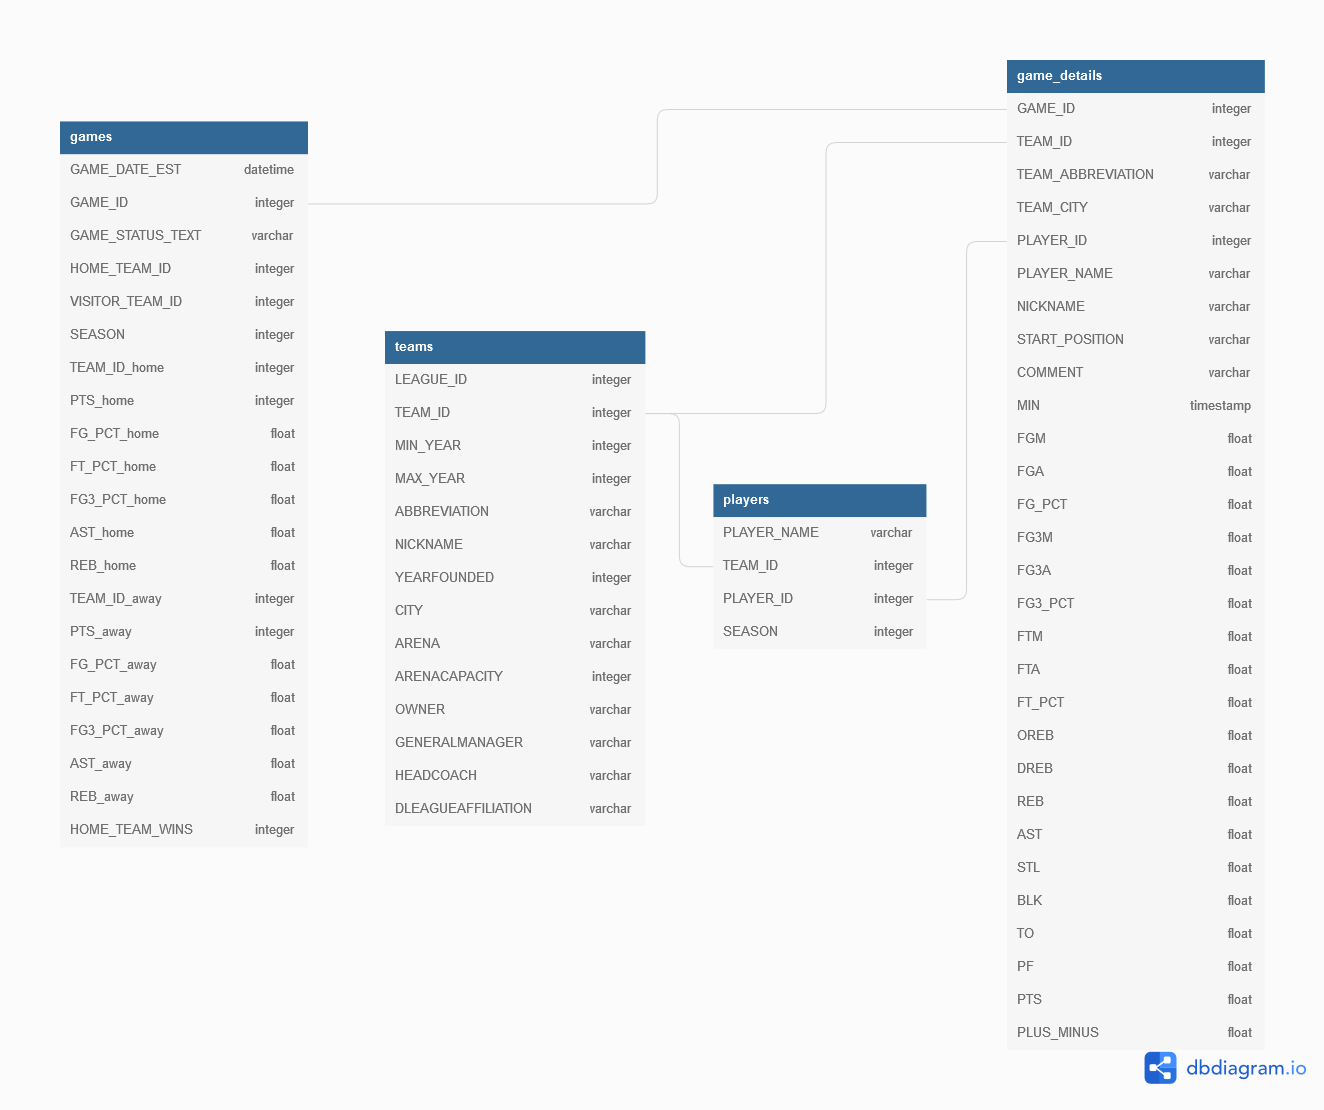 games
GAME_DATE_EST datetime
GAME_ID integer
GAME_STATUS_TEXT varchar
HOME_TEAM_ID integer
VISITOR_TEAM_ID integer
SEASON integer
TEAM_ID_home integer
PTS_home integer
FG_PCT_home float
FT_PCT_home float
FG3_PCT_home float
AST_home float
REB_home float
TEAM_ID_away integer
PTS_away integer
FG_PCT_away float
FT_PCT_away float
FG3_PCT_away float
AST_away float
REB_away float
HOME_TEAM_WINS integer
teams
LEAGUE_ID integer
TEAM_ID integer
MIN_YEAR integer
MAX_YEAR integer
ABBREVIATION varchar
NICKNAME varchar
YEARFOUNDED integer
CITY varchar
ARENA varchar
ARENACAPACITY integer
OWNER varchar
GENERALMANAGER varchar
HEADCOACH varchar
DLEAGUEAFFILIATION varchar
players
PLAYER_NAME varchar
TEAM_ID integer
PLAYER_ID integer
SEASON integer
game_details
GAME_ID integer
TEAM_ID integer
TEAM_ABBREVIATION varchar
TEAM_CITY varchar
PLAYER_ID integer
PLAYER_NAME varchar
NICKNAME varchar
START_POSITION varchar
COMMENT varchar
MIN timestamp
FGM float
FGA float
FG_PCT float
FG3M float
FG3A float
FG3_PCT float
FTM float
FTA float
FT_PCT float
OREB float
DREB float
REB float
AST float
STL float
BLK float
TO float
PF float
PTS float
PLUS_MINUS float
dbdiagram.io